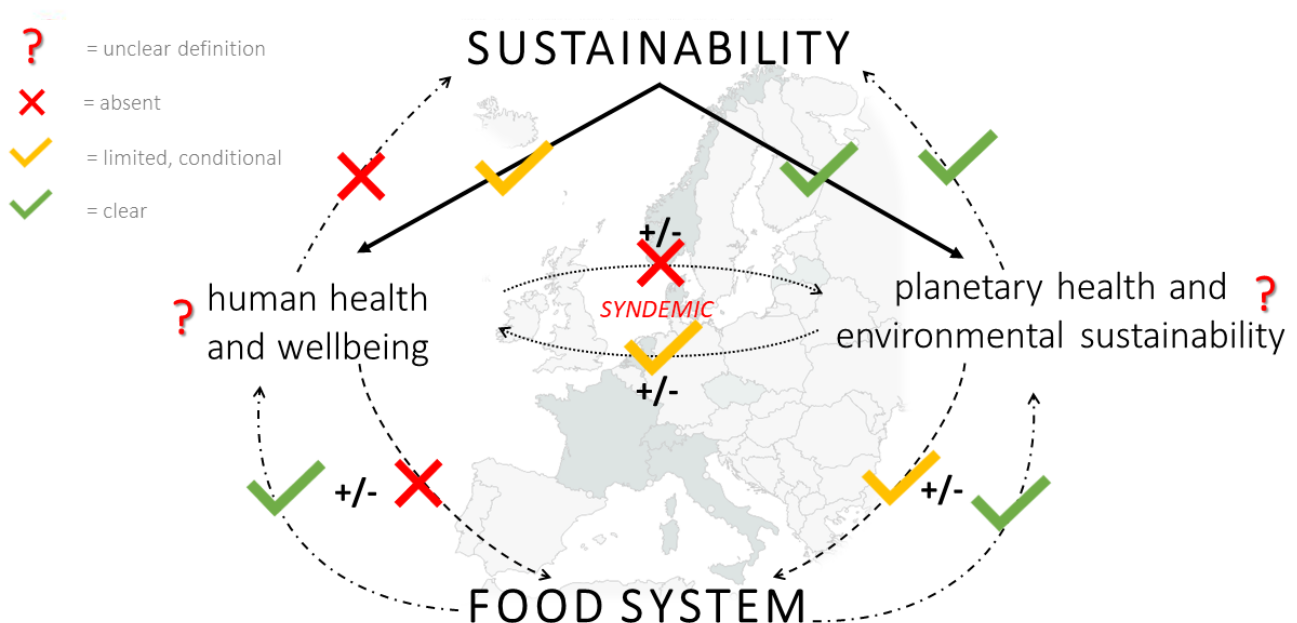 SUSTAINABILITY
? = unclear definition
= absent
= limited, conditional
= clear
+/-
SYNDEMIC
+/-
? human health
and wellbeing
planetary health and ?
environmental sustainability
+/-
+/-
FOOD SYSTEM